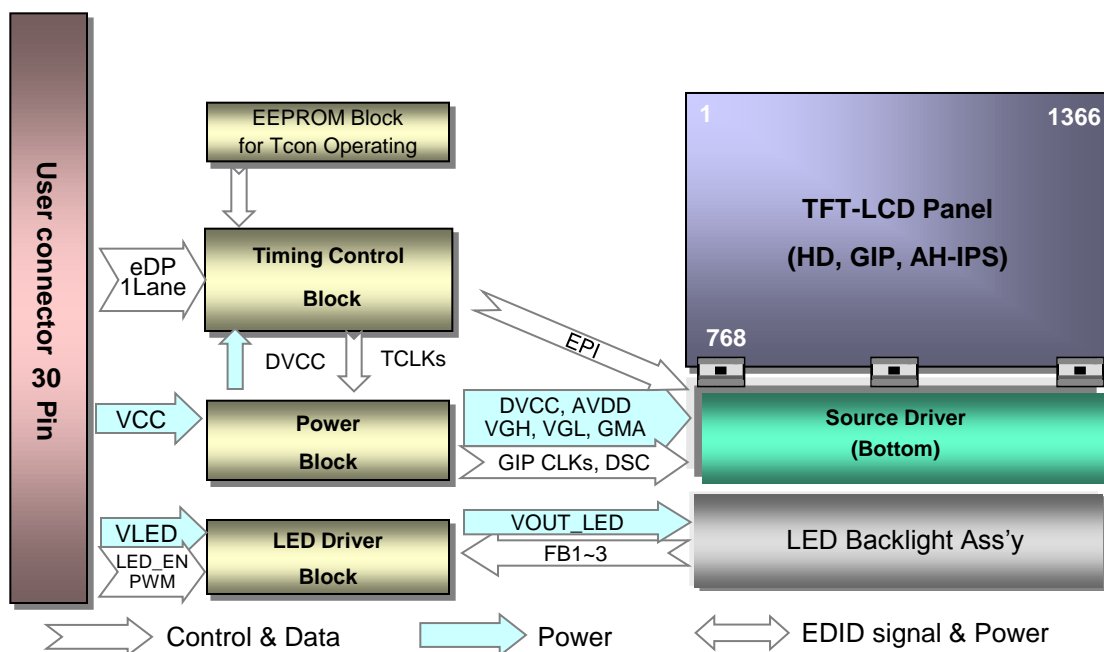 User connector 30 Pin
EEPROM Block
for Tcon Operating
eDP
1Lane
Timing Control
Block
DVCC
TCLKs
EPI
VCC
Power
Block
DVCC, AVDD
VGH, VGL, GMA
GIP CLKs, DSC
VLED
LED_EN
PWM
LED Driver
Block
VOUT_LED
FB1~3
1
1366
TFT-LCD Panel
(HD, GIP, AH-IPS)
768
Source Driver
(Bottom)
LED Backlight Ass'y
Control & Data
Power
EDID signal & Power